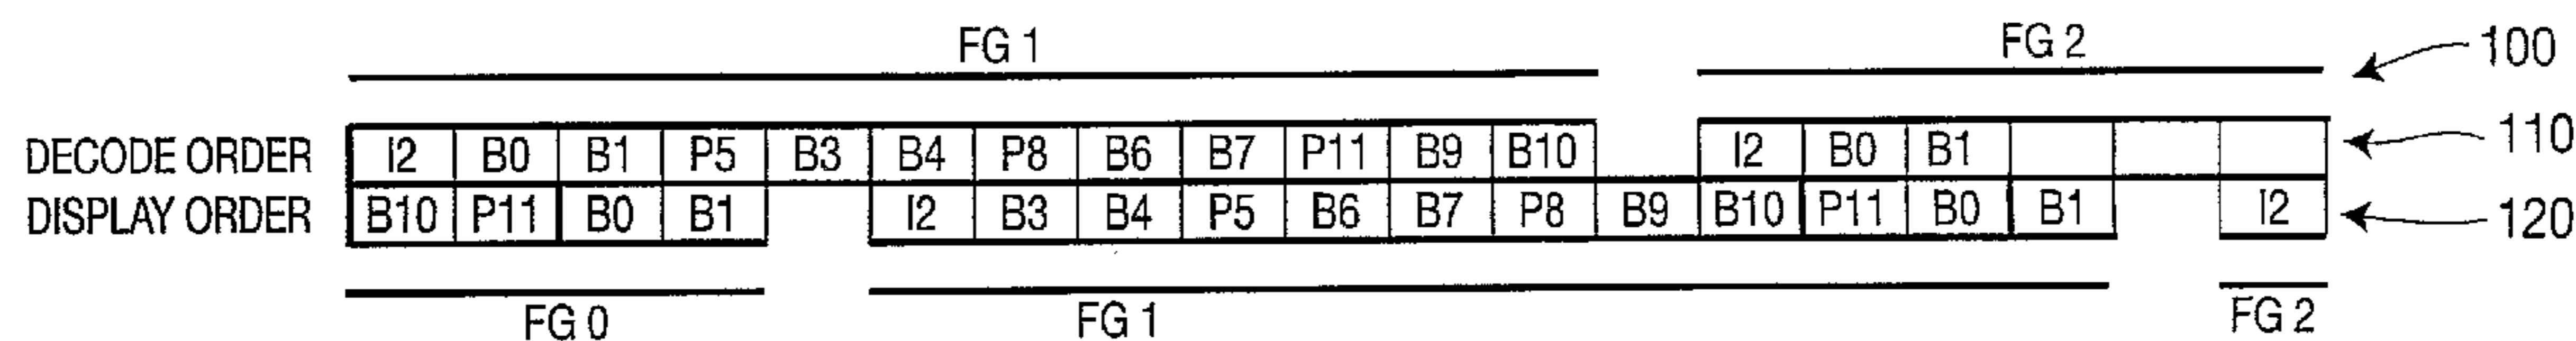 FG 1 FG 2
100
DECODE ORDER I2 B0 B1 P5 B3 B4 P8 B6 B7 P11 B9 B10 I2 B0 B1 110
DISPLAY ORDER B10 P11 B0 B1 I2 B3 B4 P5 B6 B7 P8 B9 B10 P11 B0 B1 I2 120
FG 0 FG 1 FG 2